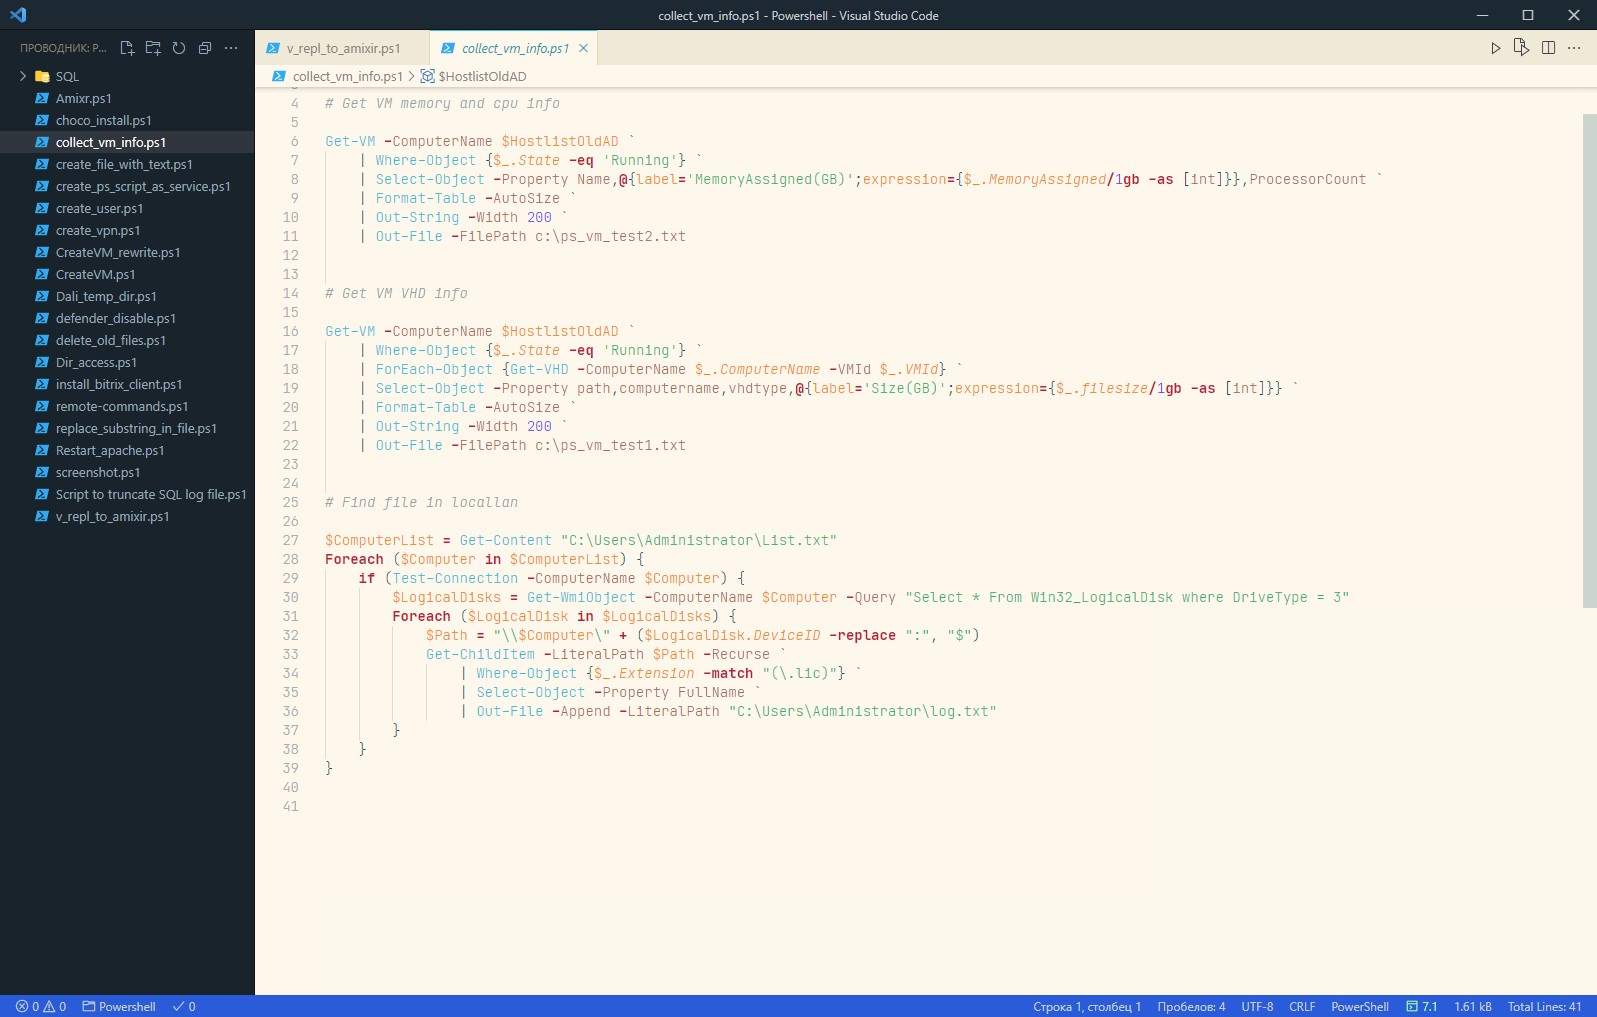 collect_vm_info.ps1 - Powershell - Visual Studio Code
ПРОВОДНИК: P...
SQL
Amixr.ps1
choco_install.ps1
collect_vm_info.ps1
create_file_with_text.ps1
create_ps_script_as_service.ps1
create_user.ps1
create_vpn.ps1
CreateVM_rewrite.ps1
CreateVM.ps1
Dali_temp_dir.ps1
defender_disable.ps1
delete_old_files.ps1
Dir_access.ps1
install_bitrix_client.ps1
remote-commands.ps1
replace_substring_in_file.ps1
Restart_apache.ps1
screenshot.ps1
Script to truncate SQL log file.ps1
v_repl_to_amixir.ps1
v_repl_to_amixir.ps1 collect_vm_info.ps1
collect_vm_info.ps1 > $HostlistOldAD
4 # Get VM memory and cpu info
5
6 Get-VM -ComputerName $HostlistOldAD `
7 | Where-Object {$_.State -eq 'Running'} `
8 | Select-Object -Property Name,@{label='MemoryAssigned(GB)';expression={$_.MemoryAssigned/1gb -as [int]}},ProcessorCount `
9 | Format-Table -AutoSize `
10 | Out-String -Width 200 `
11 | Out-File -FilePath c:\ps_vm_test2.txt
12
13
14 # Get VM VHD info
15
16 Get-VM -ComputerName $HostlistOldAD `
17 | Where-Object {$_.State -eq 'Running'} `
18 | ForEach-Object {Get-VHD -ComputerName $_.ComputerName -VMId $_.VMId} `
19 | Select-Object -Property path,computername,vhdtype,@{label='Size(GB)';expression={$_.filesize/1gb -as [int]}} `
20 | Format-Table -AutoSize `
21 | Out-String -Width 200 `
22 | Out-File -FilePath c:\ps_vm_test1.txt
23
24
25 # Find file in locallan
26
27 $ComputerList = Get-Content "C:\Users\Administrator\List.txt"
28 Foreach ($Computer in $ComputerList) {
29 if (Test-Connection -ComputerName $Computer) {
30 $LogicalDisks = Get-WmiObject -ComputerName $Computer -Query "Select * From Win32_LogicalDisk where DriveType = 3"
31 Foreach ($LogicalDisk in $LogicalDisks) {
32 $Path = "\\$Computer\" + ($LogicalDisk.DeviceID -replace ":", "$")
33 Get-ChildItem -LiteralPath $Path -Recurse `
34 | Where-Object {$_.Extension -match "(\.lic)"} `
35 | Select-Object -Property FullName `
36 | Out-File -Append -LiteralPath "C:\Users\Administrator\log.txt"
37 }
38 }
39 }
40
41
0 0 Powershell 0 Строка 1, столбец 1 Пробелов: 4 UTF-8 CRLF PowerShell 7.1 1.61 kB Total Lines: 41